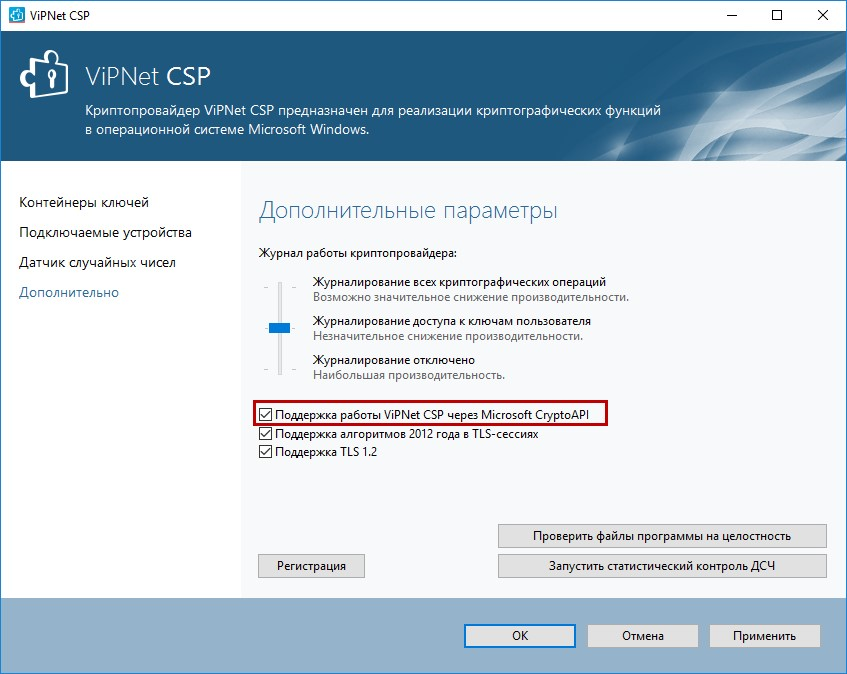 ViPNet CSP
ViPNet CSP
Криптопровайдер ViPNet CSP предназначен для реализации криптографических функций
в операционной системе Microsoft Windows.
Контейнеры ключей
Подключаемые устройства
Датчик случайных чисел
Дополнительно
Дополнительные параметры
Журнал работы криптопровайдера:
Журналирование всех криптографических операций
Возможно значительное снижение производительности.
Журналирование доступа к ключам пользователя
Незначительное снижение производительности.
Журналирование отключено
Наибольшая производительность.
Поддержка работы ViPNet CSP через Microsoft CryptoAPI
Поддержка алгоритмов 2012 года в TLS-сессиях
Поддержка TLS 1.2
Проверить файлы программы на целостность
Регистрация
Запустить статистический контроль ДСЧ
ОК
Отмена
Применить